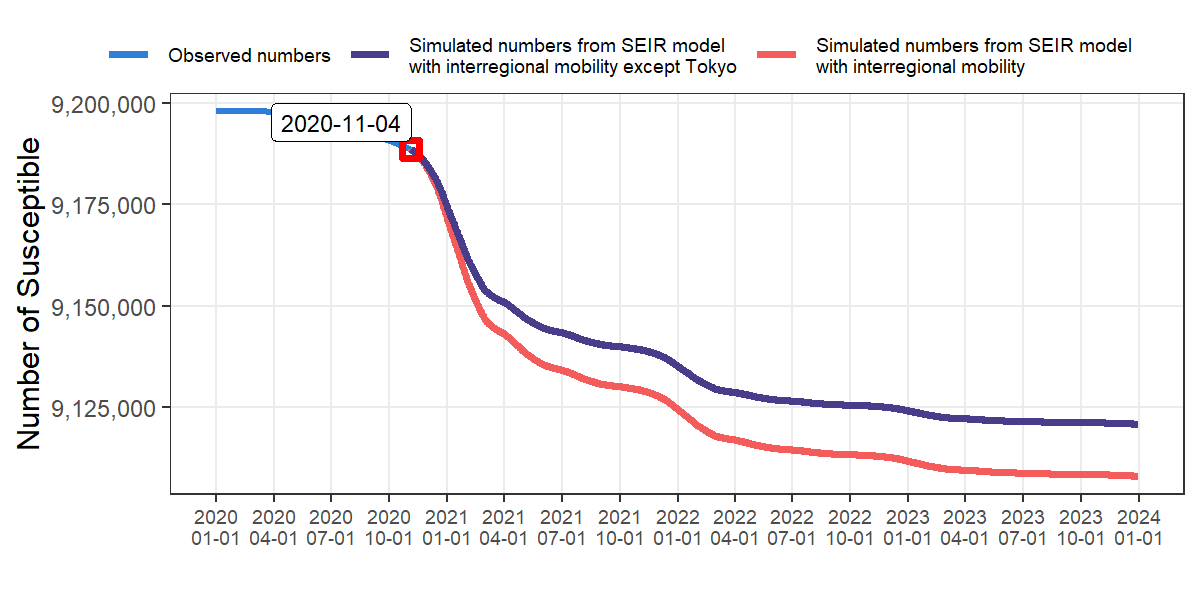 Observed numbers
Simulated numbers from SEIR model
with interregional mobility except Tokyo
Simulated numbers from SEIR model
with interregional mobility
Number of Susceptible
9,200,000
9,175,000
9,150,000
9,125,000
2020-11-04
2020 2020 2020 2020 2021 2021 2021 2021 2022 2022 2022 2022 2023 2023 2023 2023 2024
01-01 04-01 07-01 10-01 01-01 04-01 07-01 10-01 01-01 04-01 07-01 10-01 01-01 04-01 07-01 10-01 01-01